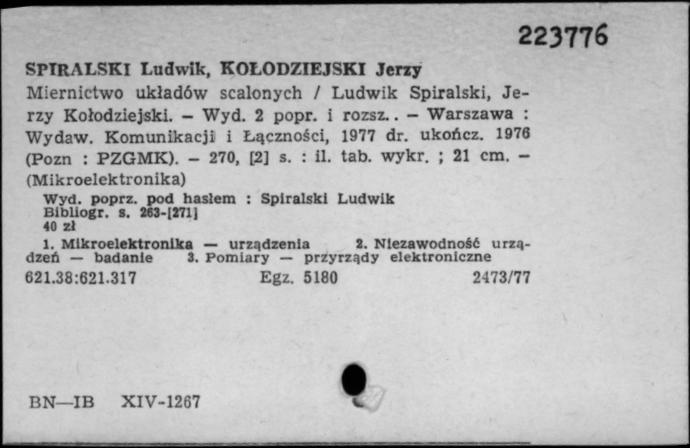 223776
SPIRALSKI Ludwik, KOŁODZIEJSKI Jerzy
Miernictwo układów scalonych / Ludwik Spiralski, Je-
rzy Kołodziejski. — Wyd. 2 popr. i rozsz.. — Warszawa :
Wydaw. Komunikacji i Łączności, 1977 dr. ukończ. 1976
(Pozn : PZGMK). — 270, [2] s. : il. tab. wykr. ; 21 cm. —
(Mikroelektronika)
Wyd. poprz. pod hasłem : Spiralski Ludwik
Bibliogr. s. 263-[271]
40 zł
1. Mikroelektronika — urządzenia 2. Niezawodność urzą-
dzeń — badanie 3. Pomiary — przyrządy elektroniczne
621.38:621.317 Egz. 5180 2473/77
BN—IB XIV-1267